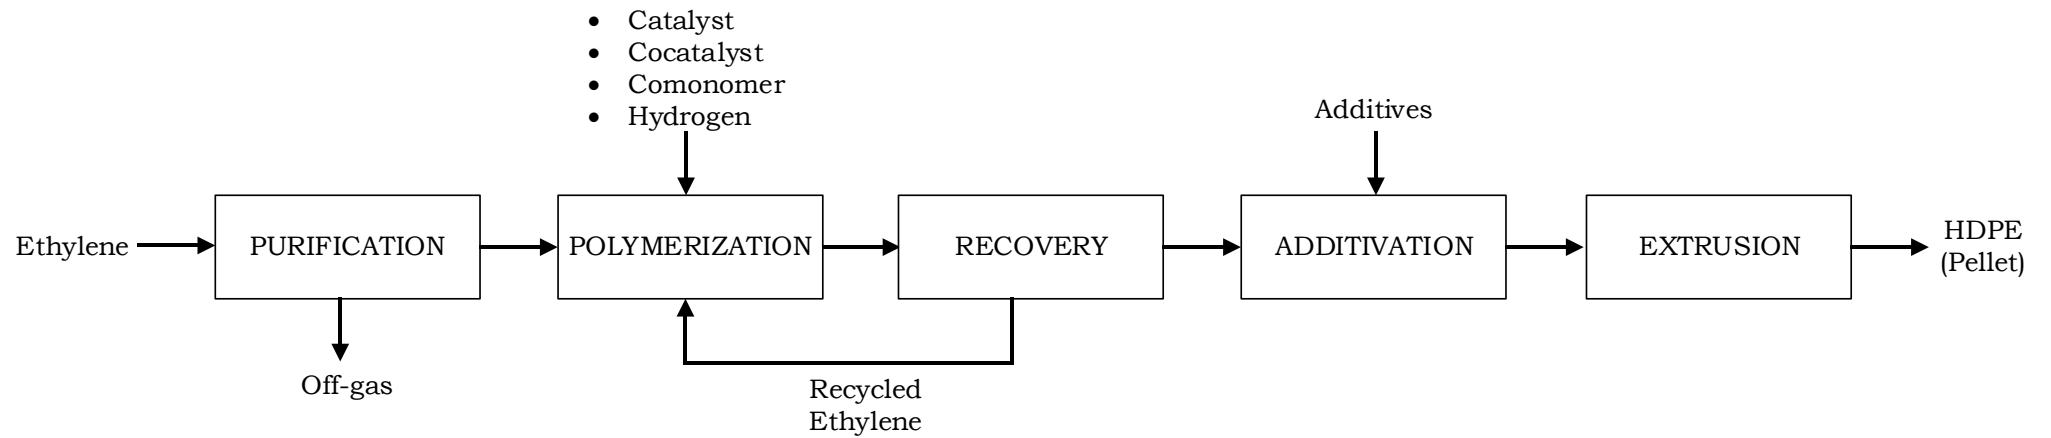 • Catalyst
• Cocatalyst
• Comonomer
• Hydrogen
Additives
Ethylene
PURIFICATION
POLYMERIZATION
RECOVERY
ADDITIVATION
EXTRUSION
HDPE
(Pellet)
Off-gas
Recycled
Ethylene